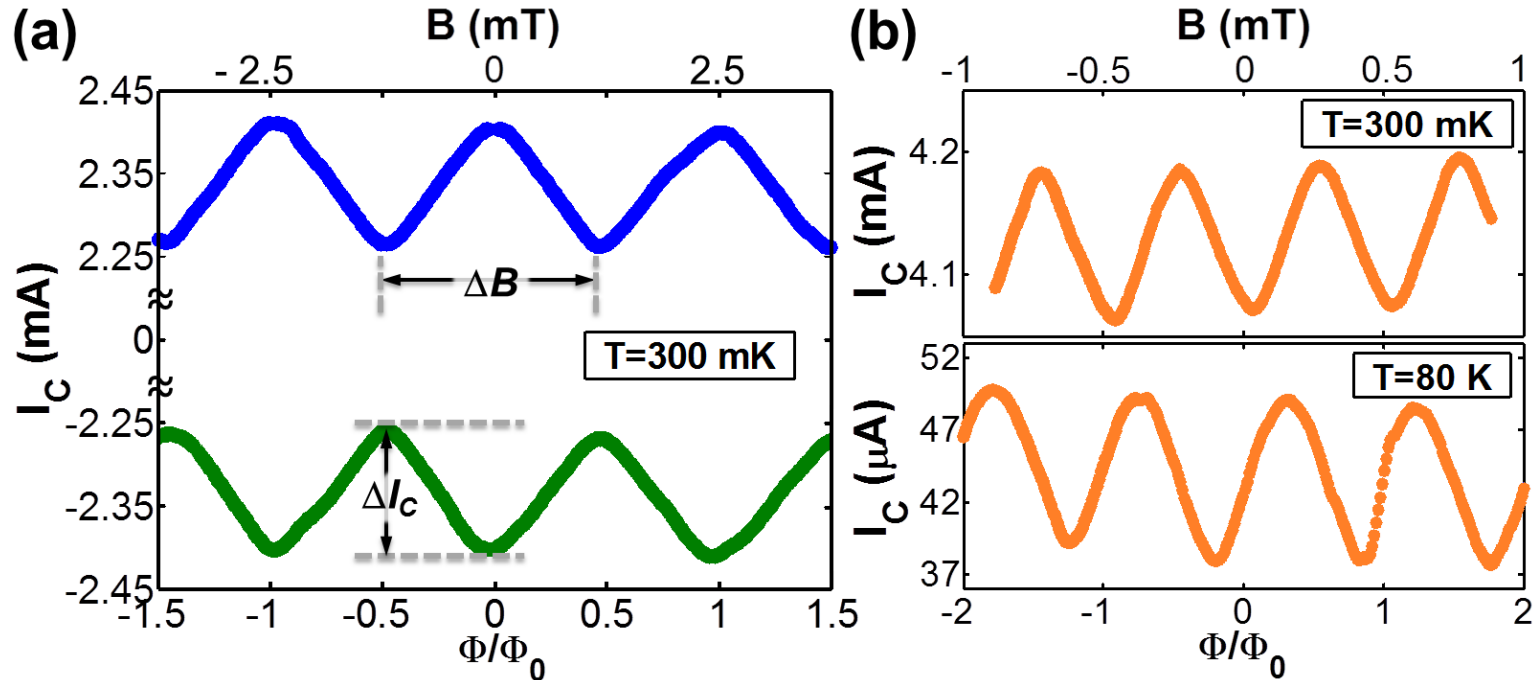 (a)
B (mT)
- 2.5 0 2.5
2.45
2.35
2.25
≈
0
≈
-2.25
-2.35
-2.45
I_C (mA)
ΔB
T=300 mK
ΔI_C
-1.5 -1 -0.5 0 0.5 1 1.5
Φ/Φ₀
(b)
B (mT)
-1 -0.5 0 0.5 1
T=300 mK
4.2
4.1
I_C (mA)
T=80 K
52
47
42
37
I_C (μA)
-2 -1 0 1 2
Φ/Φ₀